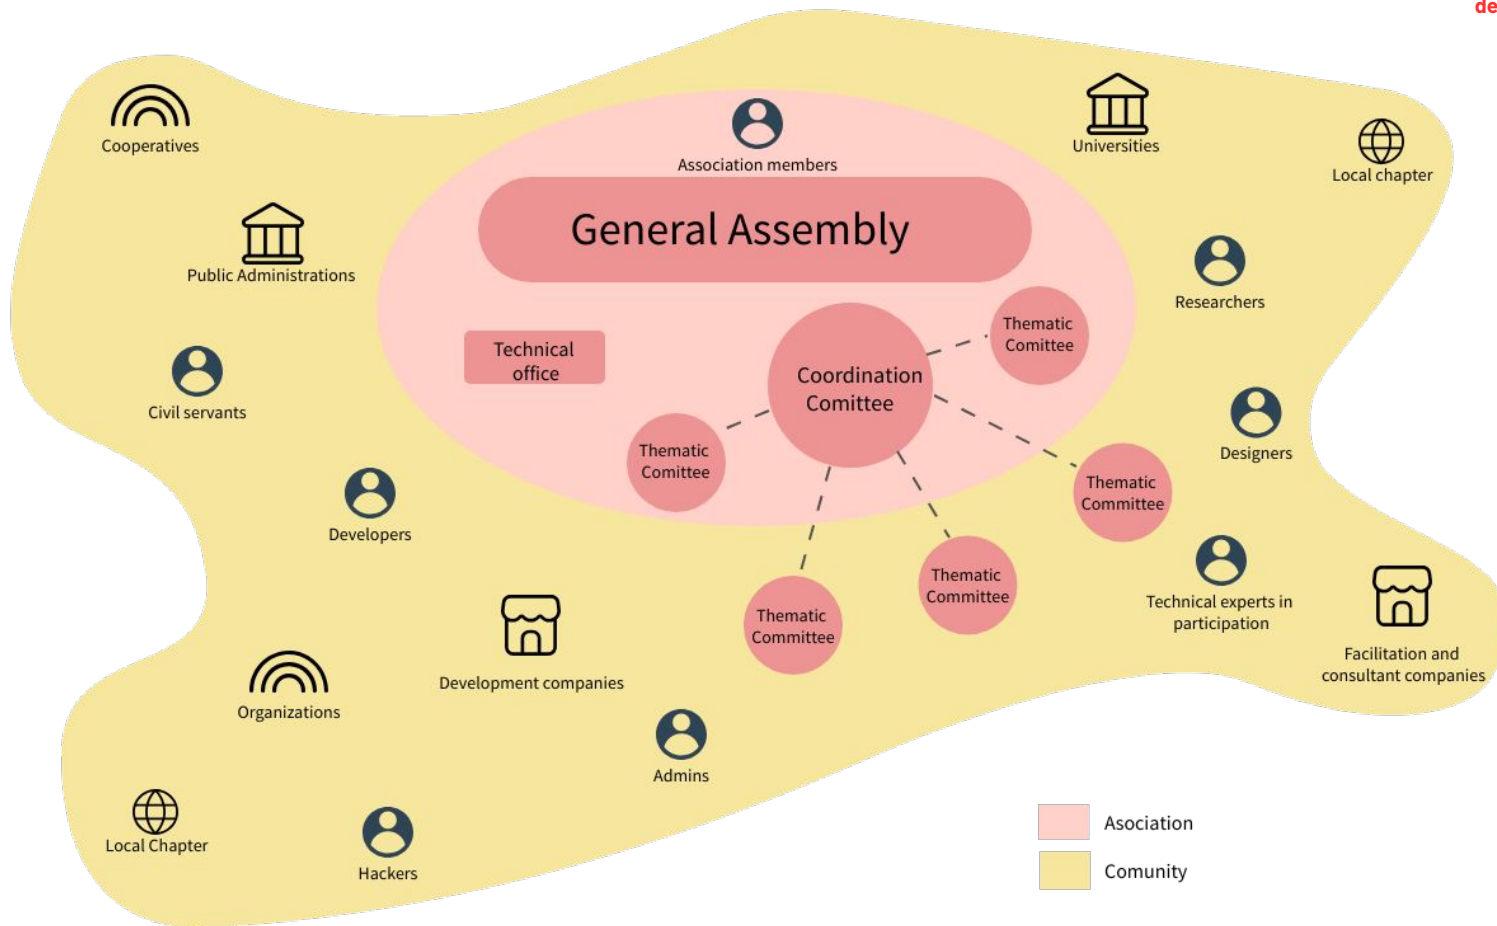 de
Cooperatives
Association members
Universities
Local chapter
General Assembly
Public Administrations
Researchers
Thematic
Comittee
Technical
office
Coordination
Comittee
Civil servants
Thematic
Comittee
Designers
Thematic
Committee
Developers
Thematic
Committee
Technical experts in
participation
Thematic
Committee
Facilitation and
consultant companies
Development companies
Organizations
Admins
Local Chapter
Hackers
Asociation
Comunity